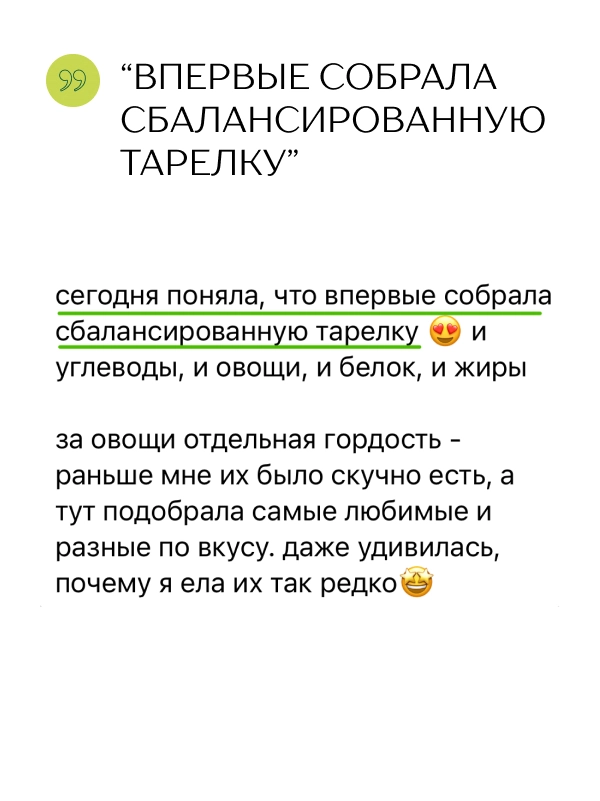 “ВПЕРВЫЕ СОБРАЛА
СБАЛАНСИРОВАННУЮ
ТАРЕЛКУ”
сегодня поняла, что впервые собрала
сбалансированную тарелку 😍 и
углеводы, и овощи, и белок, и жиры
за овощи отдельная гордость -
раньше мне их было скучно есть, а
тут подобрала самые любимые и
разные по вкусу. даже удивилась,
почему я ела их так редко🤩